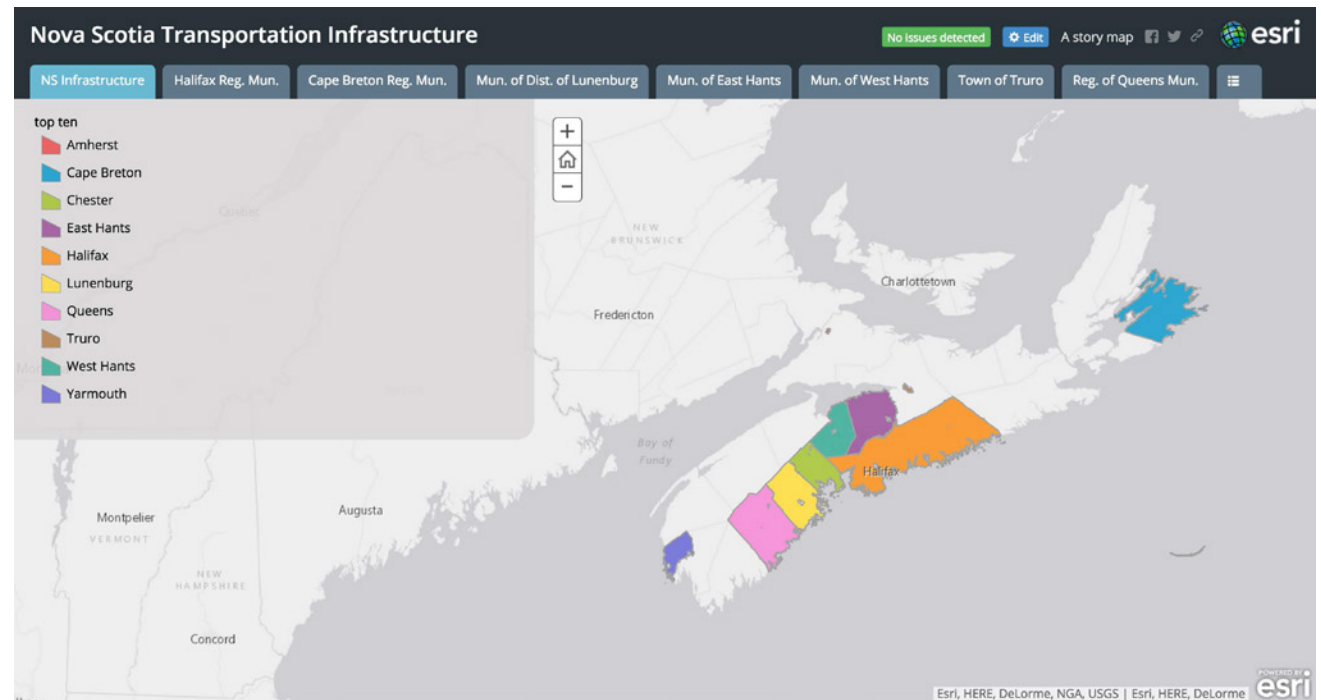 Nova Scotia Transportation Infrastructure
No issues detected
Edit
A story map
esri
NS Infrastructure
Halifax Reg. Mun.
Cape Breton Reg. Mun.
Mun. of Dist. of Lunenburg
Mun. of East Hants
Mun. of West Hants
Town of Truro
Reg. of Queens Mun.
top ten
Amherst
Cape Breton
Chester
East Hants
Halifax
Lunenburg
Queens
Truro
West Hants
Yarmouth
+
−
Quebec
NEW
BRUNSWICK
Charlottetown
Fredericton
Bay of
Fundy
Halifax
Augusta
Montpelier
VERMONT
NEW
HAMPSHIRE
Concord
Esri, HERE, DeLorme, NGA, USGS | Esri, HERE, DeLorme
POWERED BY
esri